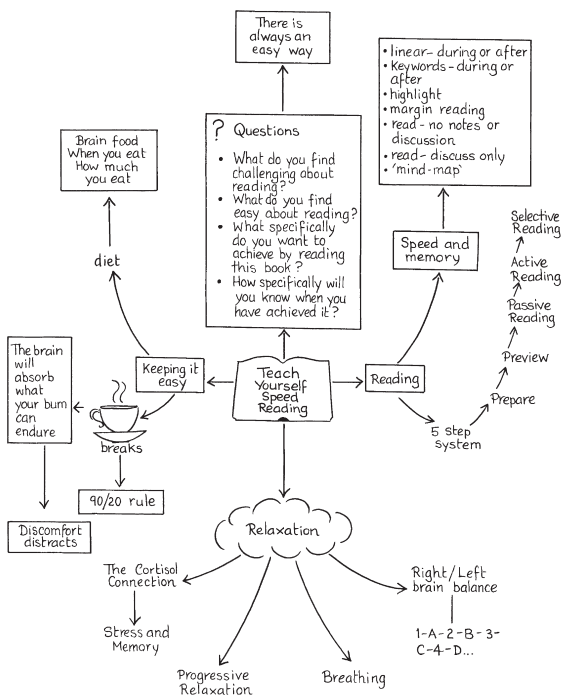 There is
always an
easy way
? Questions
• What do you find
challenging about
reading?
• What do you find
easy about reading?
• What specifically
do you want to
achieve by reading
this book?
• How specifically will
you know when you
have achieved it?
• linear- during or after
• Keywords- during or
after
• highlight
• margin reading
• read- no notes or
discussion
• read- discuss only
• 'mind-map'
Speed and
memory
Brain food
When you eat
How much
you eat
diet
Keeping it
easy
Teach
Yourself
Speed
Reading
Reading
5 step
system
Prepare
Preview
Passive
Reading
Active
Reading
Selective
Reading
The brain
will
absorb
what
your bum
can
endure
breaks
90/20 rule
Discomfort
distracts
Relaxation
The Cortisol
Connection
Stress and
Memory
Progressive
Relaxation
Breathing
Right/Left
brain balance
1-A-2-B-3-
C-4-D...